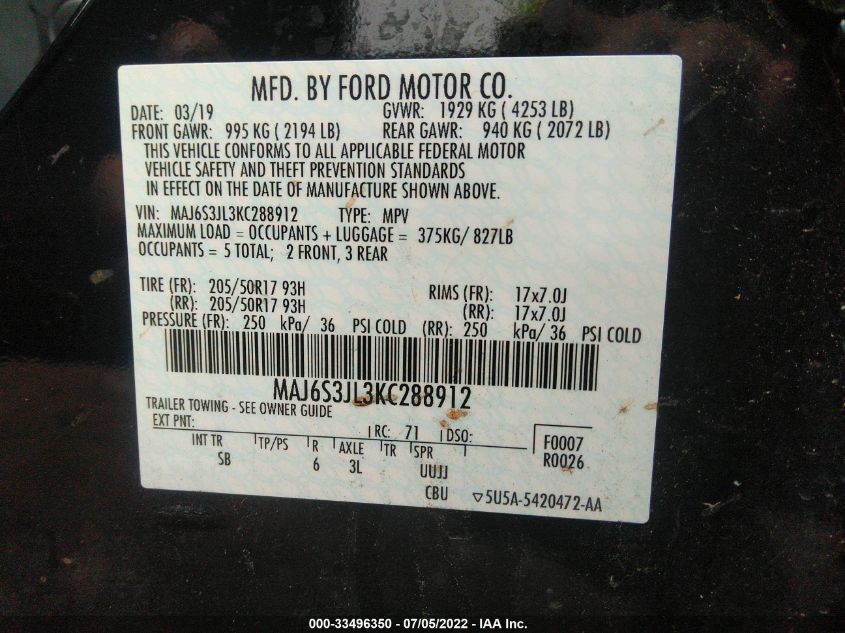 MFD. BY FORD MOTOR CO.
DATE: 03/19 GVWR: 1929 KG ( 4253 LB)
FRONT GAWR: 995 KG ( 2194 LB) REAR GAWR: 940 KG ( 2072 LB)
THIS VEHICLE CONFORMS TO ALL APPLICABLE FEDERAL MOTOR
VEHICLE SAFETY AND THEFT PREVENTION STANDARDS
IN EFFECT ON THE DATE OF MANUFACTURE SHOWN ABOVE.
VIN: MAJ6S3JL3KC288912 TYPE: MPV
MAXIMUM LOAD = OCCUPANTS + LUGGAGE = 375KG/ 827LB
OCCUPANTS = 5 TOTAL; 2 FRONT, 3 REAR
TIRE (FR): 205/50R17 93H RIMS (FR): 17x7.0J
(RR): 205/50R17 93H (RR): 17x7.0J
PRESSURE (FR): 250 kPa/ 36 PSI COLD (RR): 250 kPa/ 36 PSI COLD
MAJ6S3JL3KC288912
TRAILER TOWING - SEE OWNER GUIDE
EXT PNT: RC: 71 DSO: F0007
INT TR TP/PS R AXLE TR SPR R0026
SB 6 3L UUJJ
CBU ▽5U5A-5420472-AA
000-33496350 / 07/05/2022 - IAA Inc.